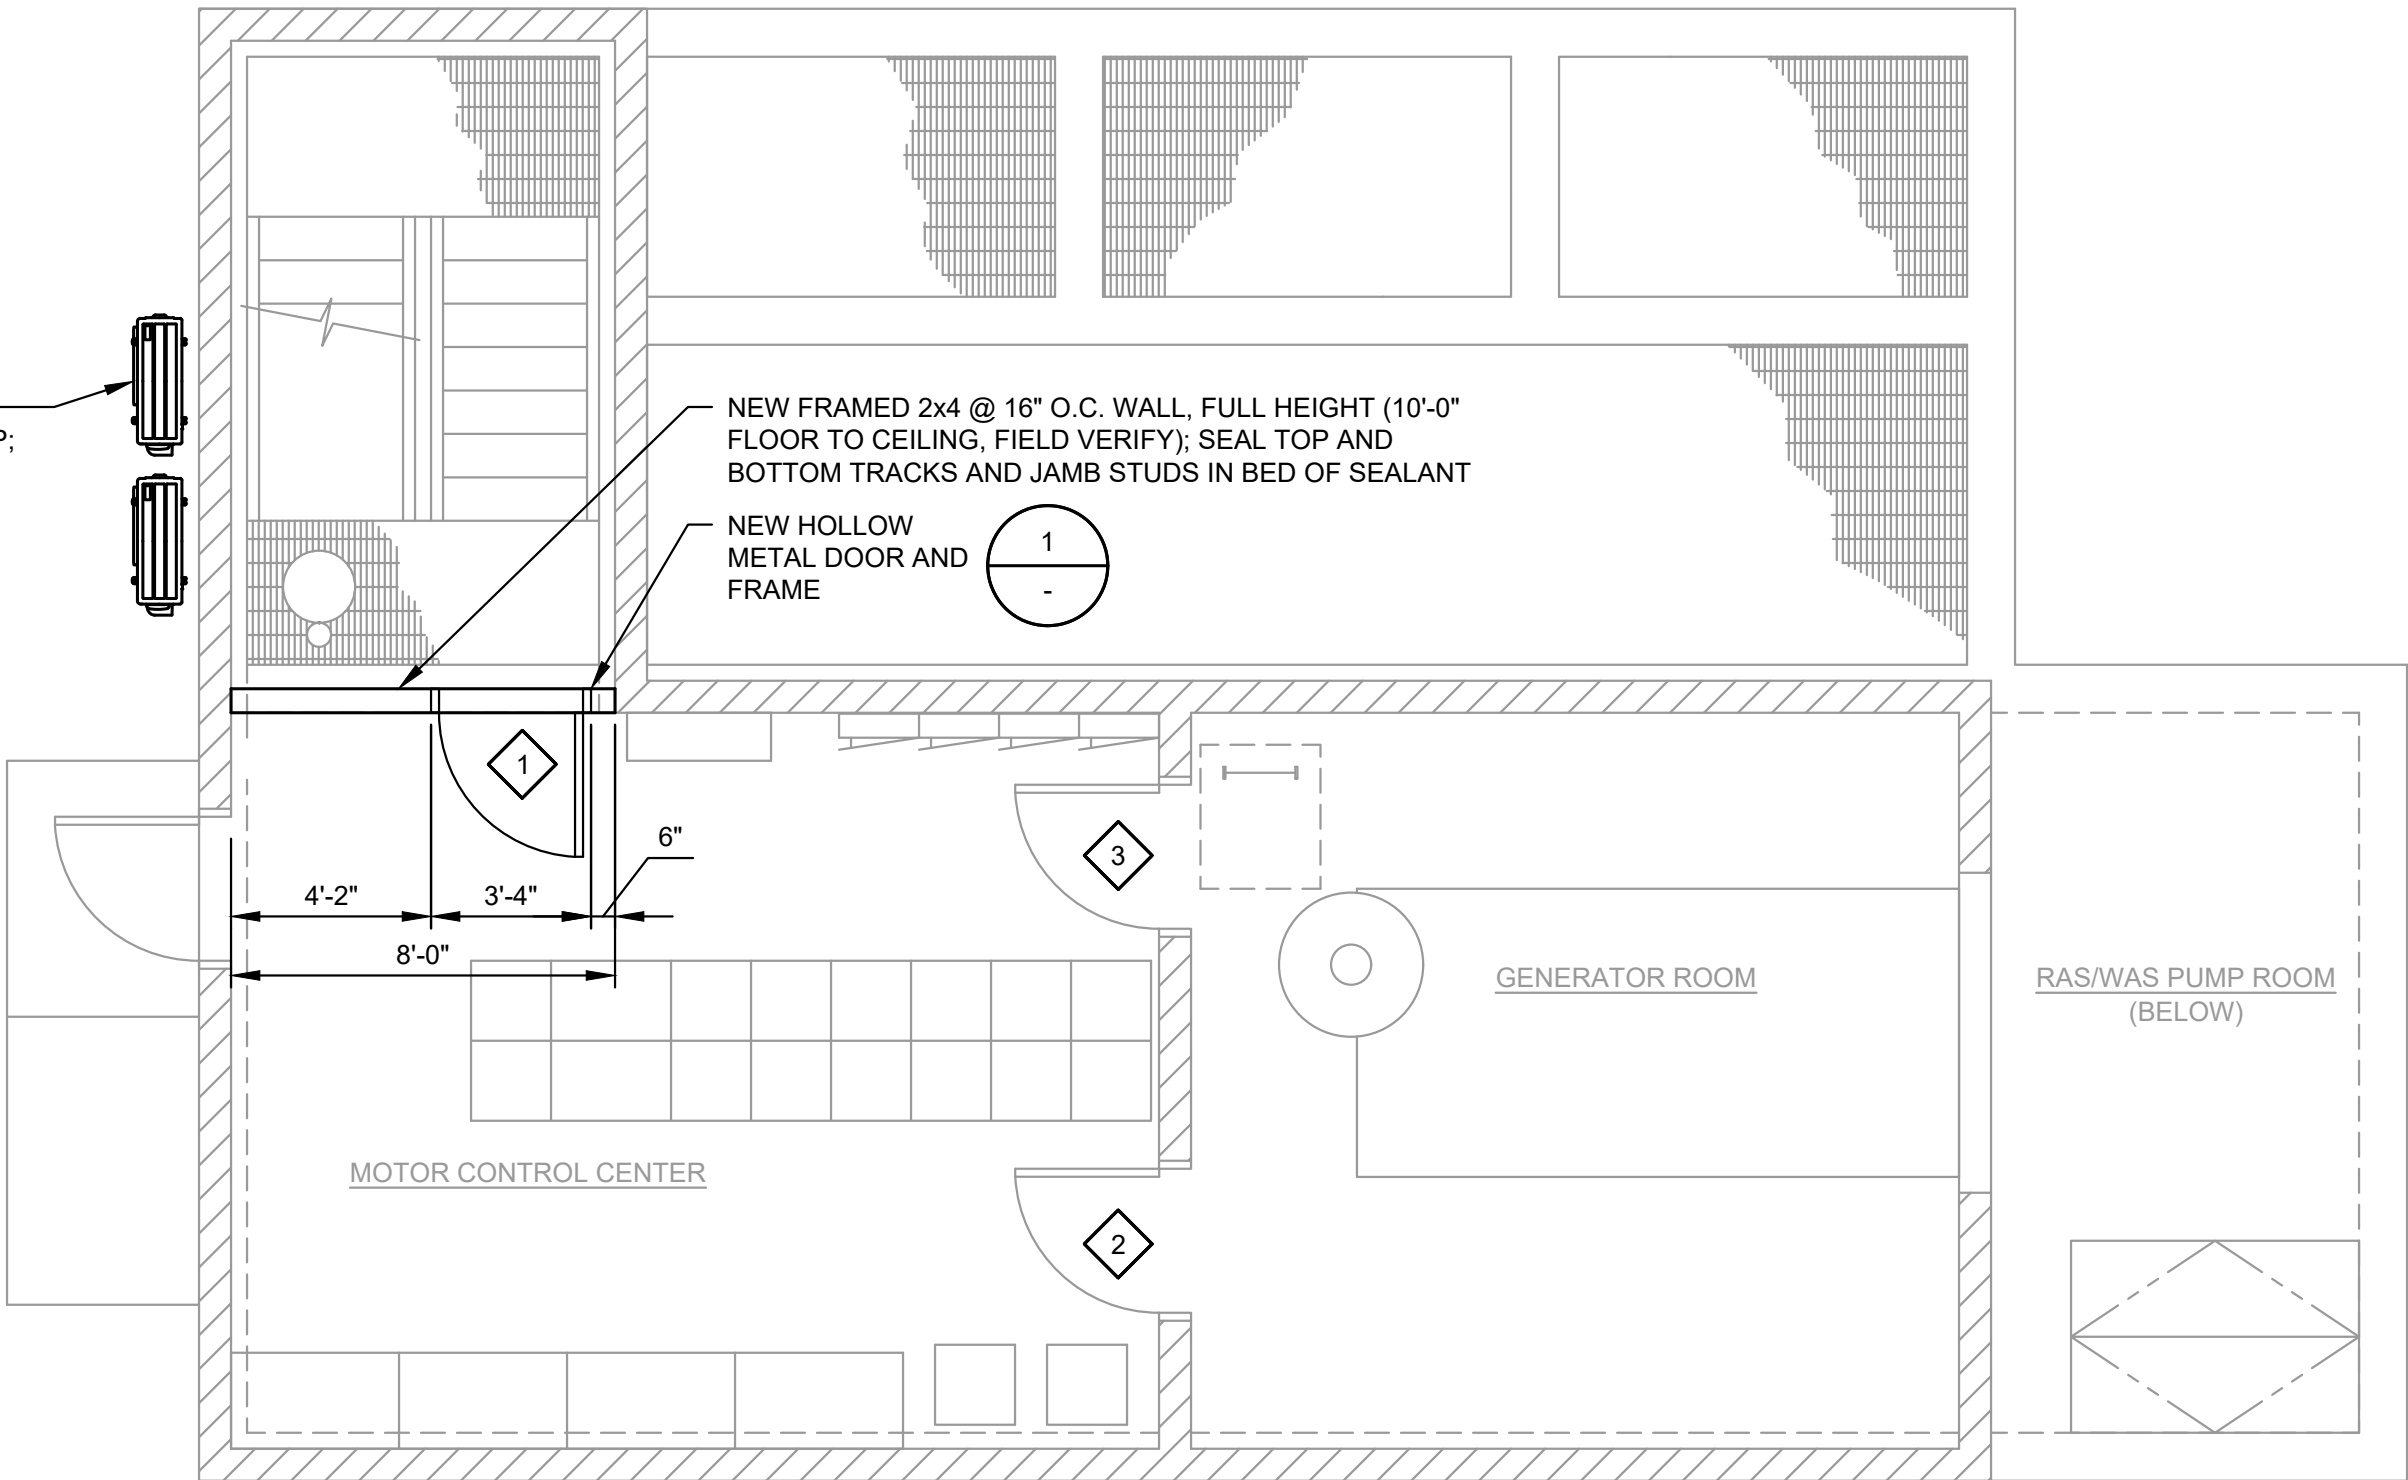 P;
NEW FRAMED 2x4 @ 16" O.C. WALL, FULL HEIGHT (10'-0"
FLOOR TO CEILING, FIELD VERIFY); SEAL TOP AND
BOTTOM TRACKS AND JAMB STUDS IN BED OF SEALANT
NEW HOLLOW
METAL DOOR AND
FRAME
1
-
1
3
6"
4'-2"
3'-4"
8'-0"
GENERATOR ROOM
RAS/WAS PUMP ROOM
(BELOW)
MOTOR CONTROL CENTER
2